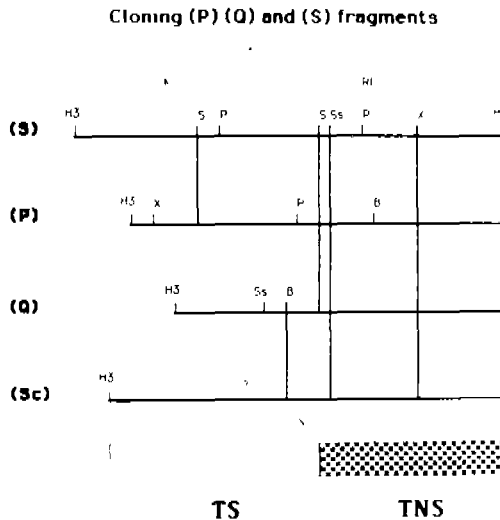 Cloning (P) (Q) and (S) fragments
RI
H3 S P S Ss P X
(S)
H3 X P B
(P)
H3 Ss B
(Q)
H3
(Sc)
TS TNS